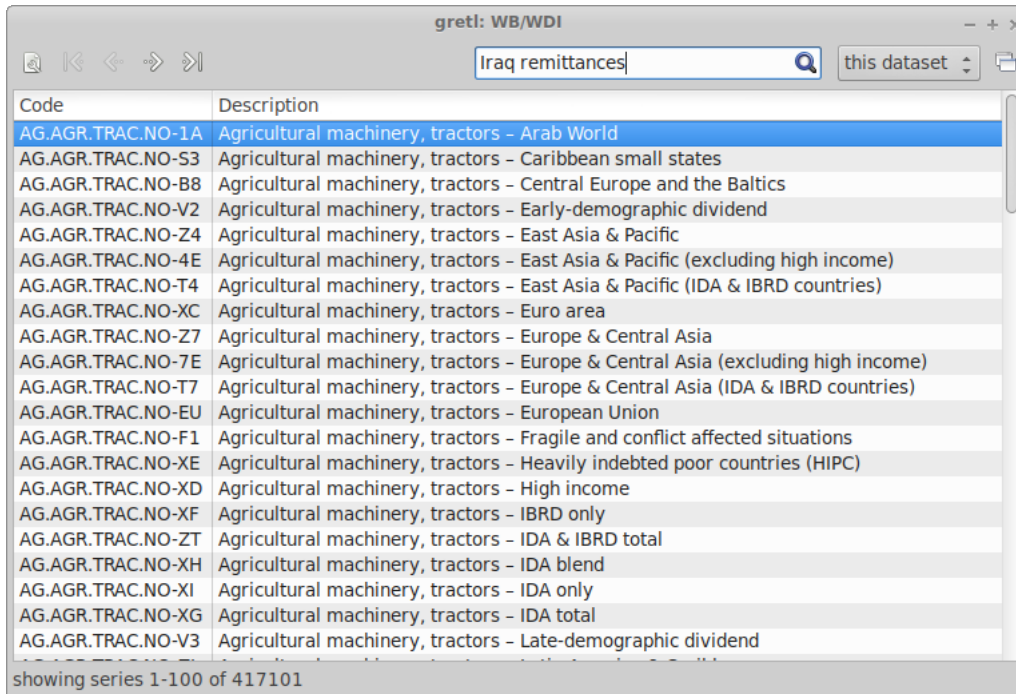 gretl: WB/WDI
Iraq remittances
this dataset
Code Description
AG.AGR.TRAC.NO-1A Agricultural machinery, tractors – Arab World
AG.AGR.TRAC.NO-S3 Agricultural machinery, tractors – Caribbean small states
AG.AGR.TRAC.NO-B8 Agricultural machinery, tractors – Central Europe and the Baltics
AG.AGR.TRAC.NO-V2 Agricultural machinery, tractors – Early-demographic dividend
AG.AGR.TRAC.NO-Z4 Agricultural machinery, tractors – East Asia & Pacific
AG.AGR.TRAC.NO-4E Agricultural machinery, tractors – East Asia & Pacific (excluding high income)
AG.AGR.TRAC.NO-T4 Agricultural machinery, tractors – East Asia & Pacific (IDA & IBRD countries)
AG.AGR.TRAC.NO-XC Agricultural machinery, tractors – Euro area
AG.AGR.TRAC.NO-Z7 Agricultural machinery, tractors – Europe & Central Asia
AG.AGR.TRAC.NO-7E Agricultural machinery, tractors – Europe & Central Asia (excluding high income)
AG.AGR.TRAC.NO-T7 Agricultural machinery, tractors – Europe & Central Asia (IDA & IBRD countries)
AG.AGR.TRAC.NO-EU Agricultural machinery, tractors – European Union
AG.AGR.TRAC.NO-F1 Agricultural machinery, tractors – Fragile and conflict affected situations
AG.AGR.TRAC.NO-XE Agricultural machinery, tractors – Heavily indebted poor countries (HIPC)
AG.AGR.TRAC.NO-XD Agricultural machinery, tractors – High income
AG.AGR.TRAC.NO-XF Agricultural machinery, tractors – IBRD only
AG.AGR.TRAC.NO-ZT Agricultural machinery, tractors – IDA & IBRD total
AG.AGR.TRAC.NO-XH Agricultural machinery, tractors – IDA blend
AG.AGR.TRAC.NO-XI Agricultural machinery, tractors – IDA only
AG.AGR.TRAC.NO-XG Agricultural machinery, tractors – IDA total
AG.AGR.TRAC.NO-V3 Agricultural machinery, tractors – Late-demographic dividend
showing series 1-100 of 417101